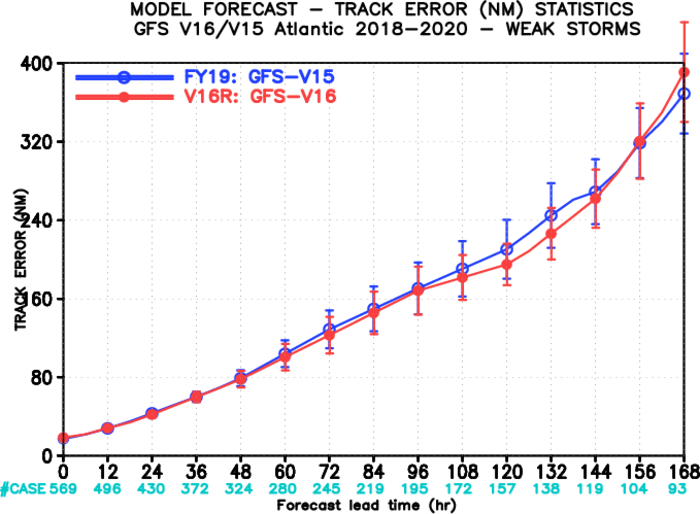 MODEL FORECAST – TRACK ERROR (NM) STATISTICS
GFS V16/V15 Atlantic 2018–2020 – WEAK STORMS
FY19: GFS–V15
V16R: GFS–V16
400
320
240
160
80
0
TRACK ERROR (NM)
0 12 24 36 48 60 72 84 96 108 120 132 144 156 168
#CASE 569 496 430 372 324 280 245 219 195 172 157 138 119 104 93
Forecast lead time (hr)